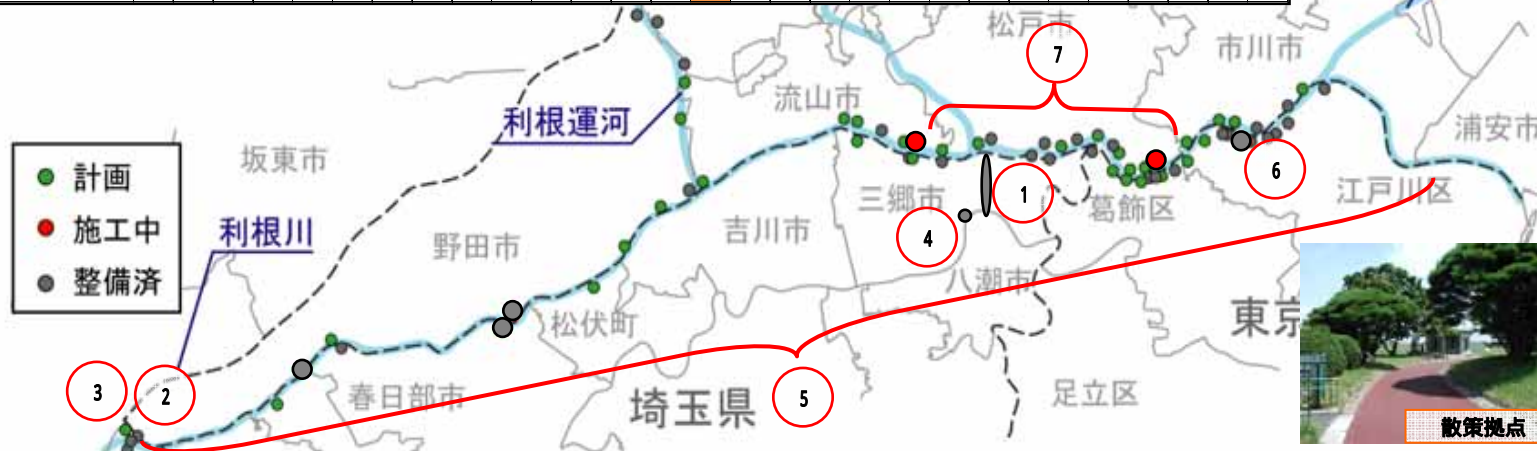 松戸市
7
市川市
流山市
利根運河
浦安市
坂東市
計画
施工中
整備済
三郷市
1
6
江戸川区
葛飾区
利根川
野田市
吉川市
4
八潮市
松伏町
東京
3
2
春日部市
埼玉県
5
足立区
散策拠点